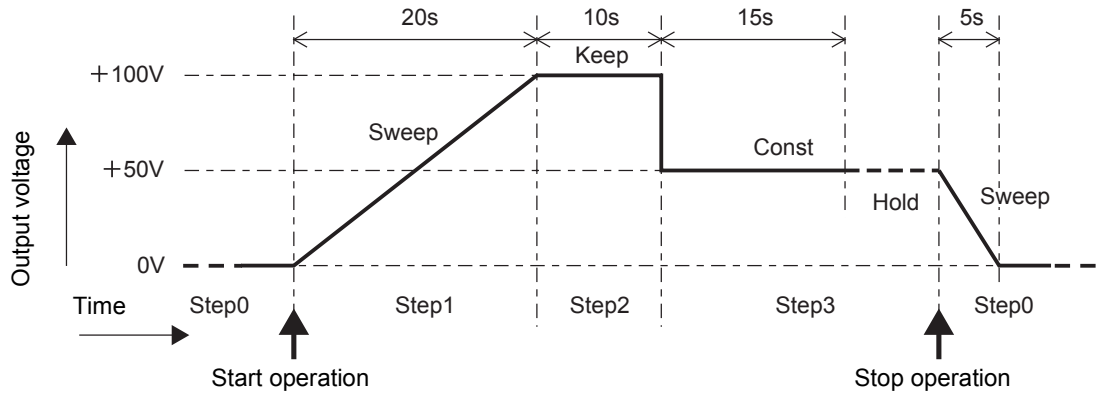 20s 10s 15s 5s
Keep
+100V
Sweep
Const
+50V
Hold Sweep
0V
Output voltage
Time Step0 Step1 Step2 Step3 Step0
Start operation Stop operation